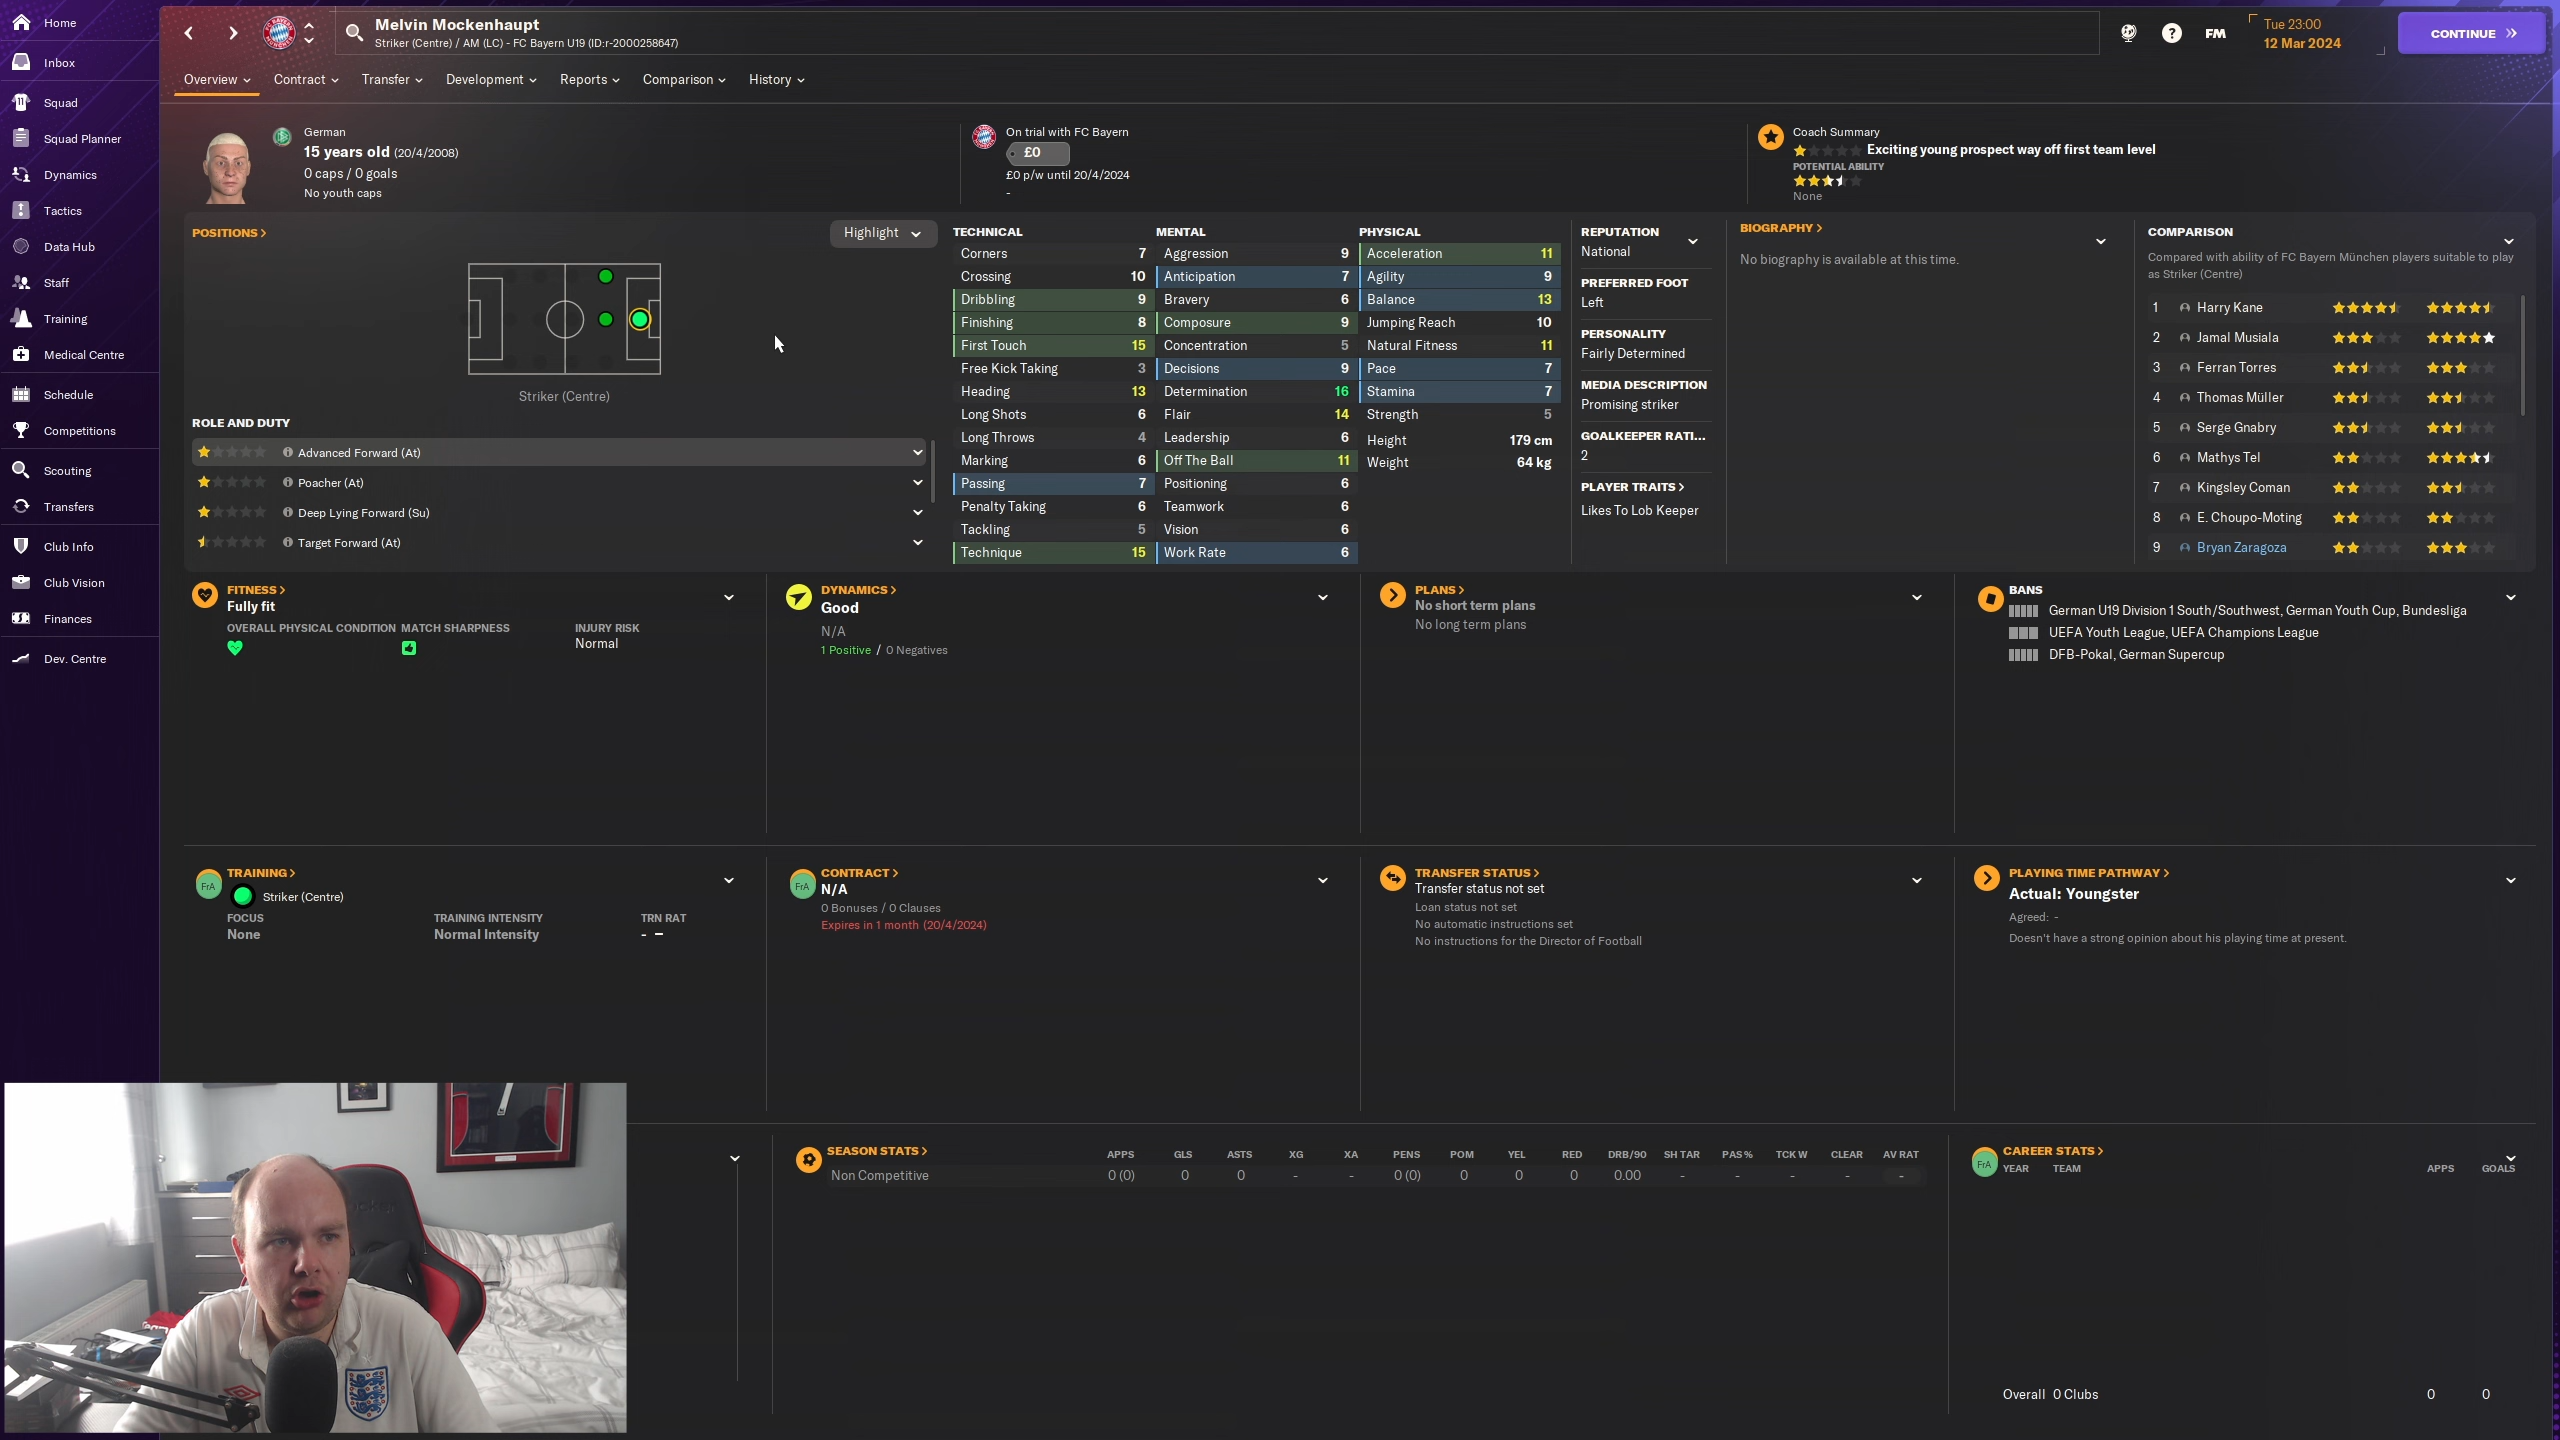 Home
Inbox
Squad
Squad Planner
Dynamics
Tactics
Data Hub
Staff
Training
Medical Centre
Schedule
Competitions
Scouting
Transfers
Club Info
Club Vision
Finances
Dev. Centre
Melvin Mockenhaupt
Striker (Centre) / AM (LC) - FC Bayern U19 (ID:r-2000258647)
FM
Tue 23:00
12 Mar 2024
CONTINUE
Overview Contract Transfer Development Reports Comparison History
German
15 years old (20/4/2008)
0 caps / 0 goals
No youth caps
On trial with FC Bayern
£0
£0 p/w until 20/4/2024
-
Coach Summary
Exciting young prospect way off first team level
POTENTIAL ABILITY
None
POSITIONS
Highlight
Striker (Centre)
ROLE AND DUTY
Advanced Forward (At)
Poacher (At)
Deep Lying Forward (Su)
Target Forward (At)
TECHNICAL
Corners 7
Crossing 10
Dribbling 9
Finishing 8
First Touch 15
Free Kick Taking 3
Heading 13
Long Shots 6
Long Throws 4
Marking 6
Passing 7
Penalty Taking 6
Tackling 5
Technique 15
MENTAL
Aggression 9
Anticipation 7
Bravery 6
Composure 9
Concentration 5
Decisions 9
Determination 16
Flair 14
Leadership 6
Off The Ball 11
Positioning 6
Teamwork 6
Vision 6
Work Rate 6
PHYSICAL
Acceleration 11
Agility 9
Balance 13
Jumping Reach 10
Natural Fitness 11
Pace 7
Stamina 7
Strength 5
Height 179 cm
Weight 64 kg
REPUTATION
National
PREFERRED FOOT
Left
PERSONALITY
Fairly Determined
MEDIA DESCRIPTION
Promising striker
GOALKEEPER RATI...
2
PLAYER TRAITS
Likes To Lob Keeper
BIOGRAPHY
No biography is available at this time.
COMPARISON
Compared with ability of FC Bayern München players suitable to play
as Striker (Centre)
1 Harry Kane
2 Jamal Musiala
3 Ferran Torres
4 Thomas Müller
5 Serge Gnabry
6 Mathys Tel
7 Kingsley Coman
8 E. Choupo-Moting
9 Bryan Zaragoza
FITNESS
Fully fit
OVERALL PHYSICAL CONDITION MATCH SHARPNESS INJURY RISK
Normal
DYNAMICS
Good
N/A
1 Positive / 0 Negatives
PLANS
No short term plans
No long term plans
BANS
German U19 Division 1 South/Southwest, German Youth Cup, Bundesliga
UEFA Youth League, UEFA Champions League
DFB-Pokal, German Supercup
FrA
TRAINING
Striker (Centre)
FOCUS TRAINING INTENSITY TRN RAT
None Normal Intensity - –
FrA
CONTRACT
N/A
0 Bonuses / 0 Clauses
Expires in 1 month (20/4/2024)
TRANSFER STATUS
Transfer status not set
Loan status not set
No automatic instructions set
No instructions for the Director of Football
PLAYING TIME PATHWAY
Actual: Youngster
Agreed: -
Doesn't have a strong opinion about his playing time at present.
SEASON STATS APPS GLS ASTS XG XA PENS POM YEL RED DRB/90 SH TAR PAS % TCK W CLEAR AV RAT
Non Competitive 0 (0) 0 0 - - 0 (0) 0 0 0 0.00 - - - - -
FrA
CAREER STATS
YEAR TEAM APPS GOALS
Overall 0 Clubs 0 0